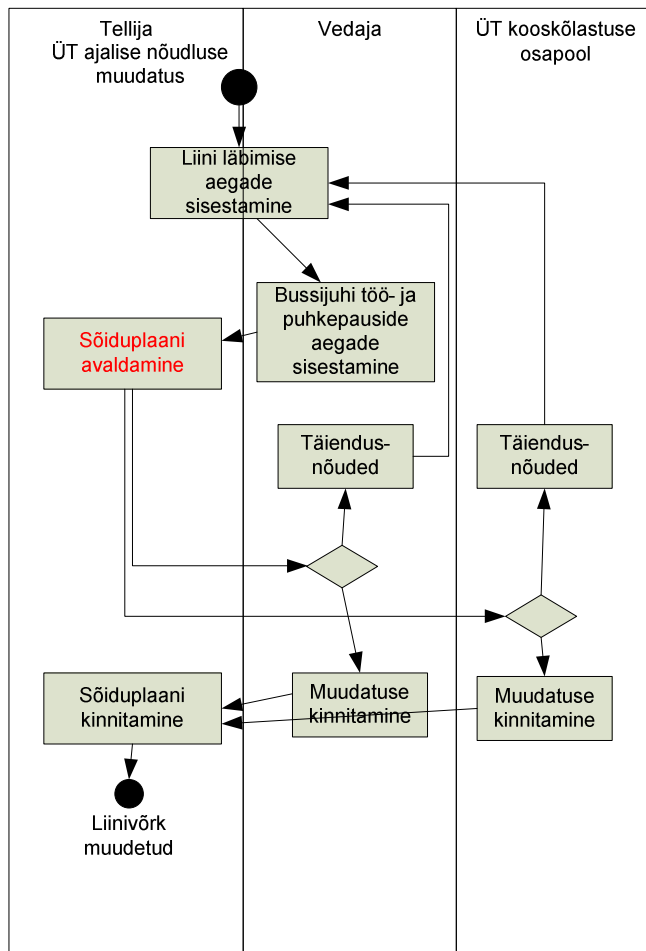 Tellija
ÜT ajalise nõudluse
muudatus
Vedaja
ÜT kooskõlastuse
osapool
Liini läbimise
aegade
sisestamine
Bussijuhi töö- ja
puhkepauside
aegade
sisestamine
Sõiduplaani
avaldamine
Täiendus-
nõuded
Täiendus-
nõuded
Sõiduplaani
kinnitamine
Muudatuse
kinnitamine
Muudatuse
kinnitamine
Liinivõrk
muudetud